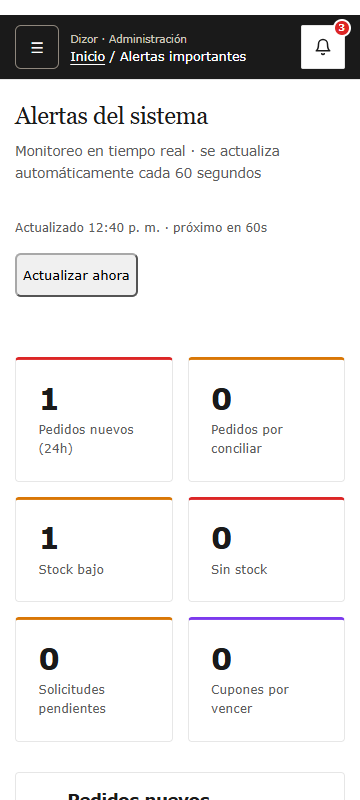 Dizor · Administración
Inicio / Alertas importantes
3
Alertas del sistema
Monitoreo en tiempo real · se actualiza
automáticamente cada 60 segundos
Actualizado 12:40 p. m. · próximo en 60s
Actualizar ahora
1
Pedidos nuevos
(24h)
0
Pedidos por
conciliar
1
Stock bajo
0
Sin stock
0
Solicitudes
pendientes
0
Cupones por
vencer
Pedidos nuevos